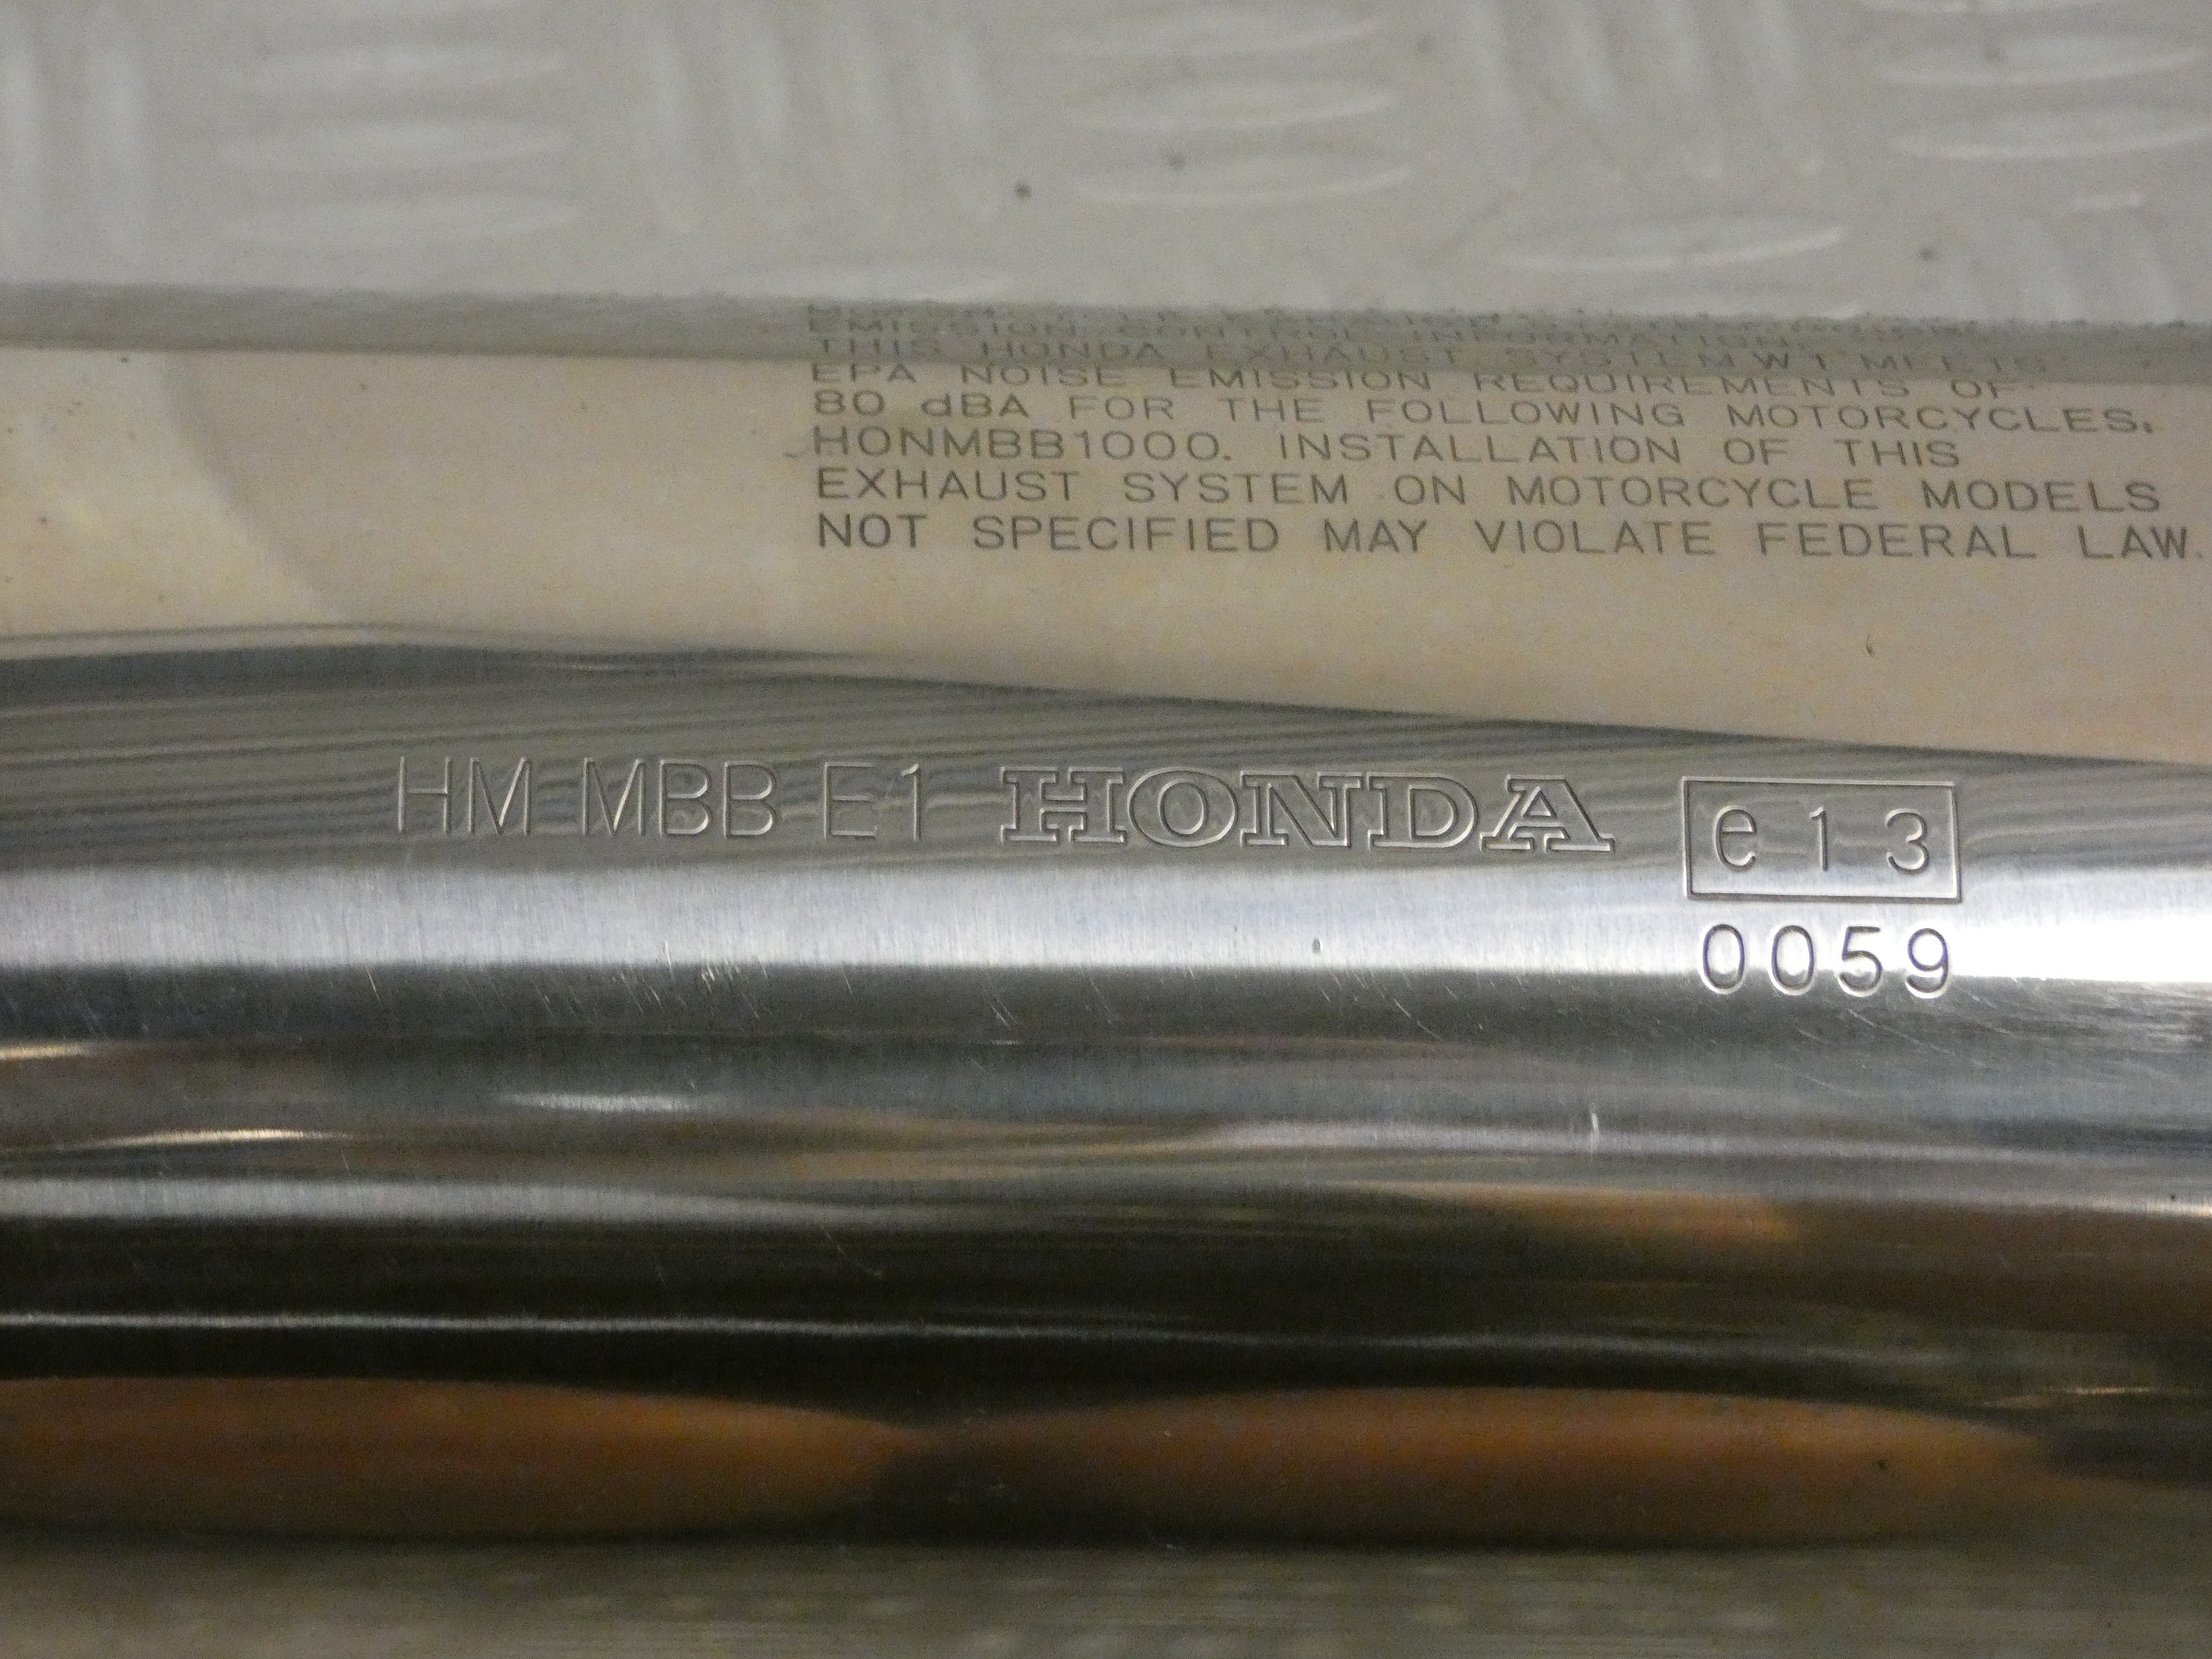 EMISSION CONTROL INFORMATION
THIS HONDA EXHAUST SYSTEM MEETS
EPA NOISE EMISSION REQUIREMENTS OF
80 dBA FOR THE FOLLOWING MOTORCYCLES.
HONMBB1000. INSTALLATION OF THIS
EXHAUST SYSTEM ON MOTORCYCLE MODELS
NOT SPECIFIED MAY VIOLATE FEDERAL LAW.
HM MBB E1 HONDA e13
0059